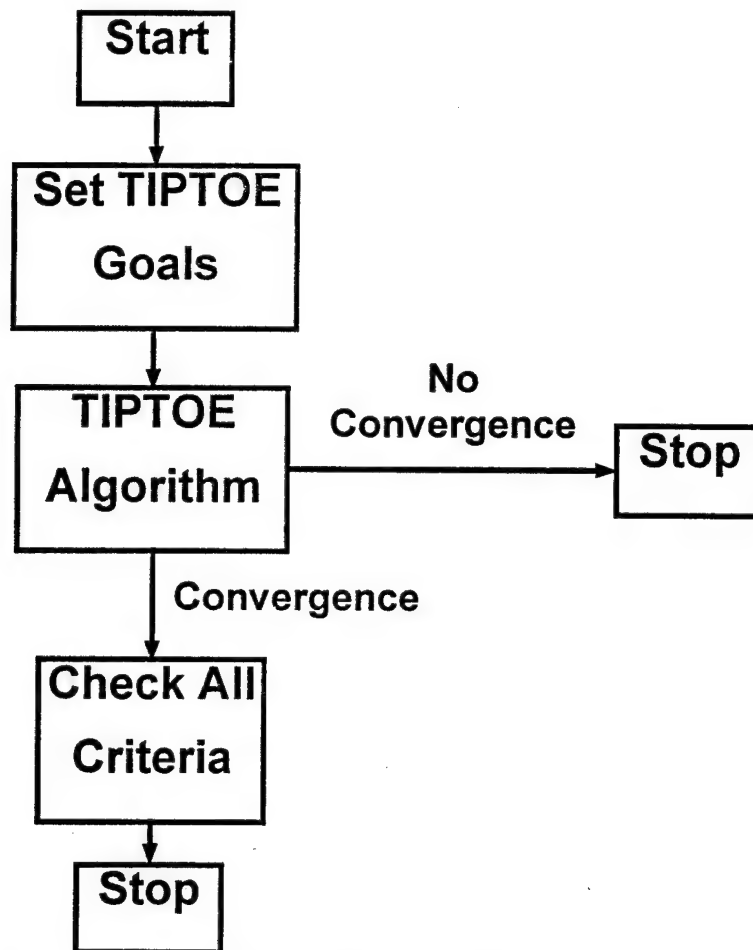 Start
Set TIPTOE
Goals
TIPTOE
Algorithm
No
Convergence
Stop
Convergence
Check All
Criteria
Stop